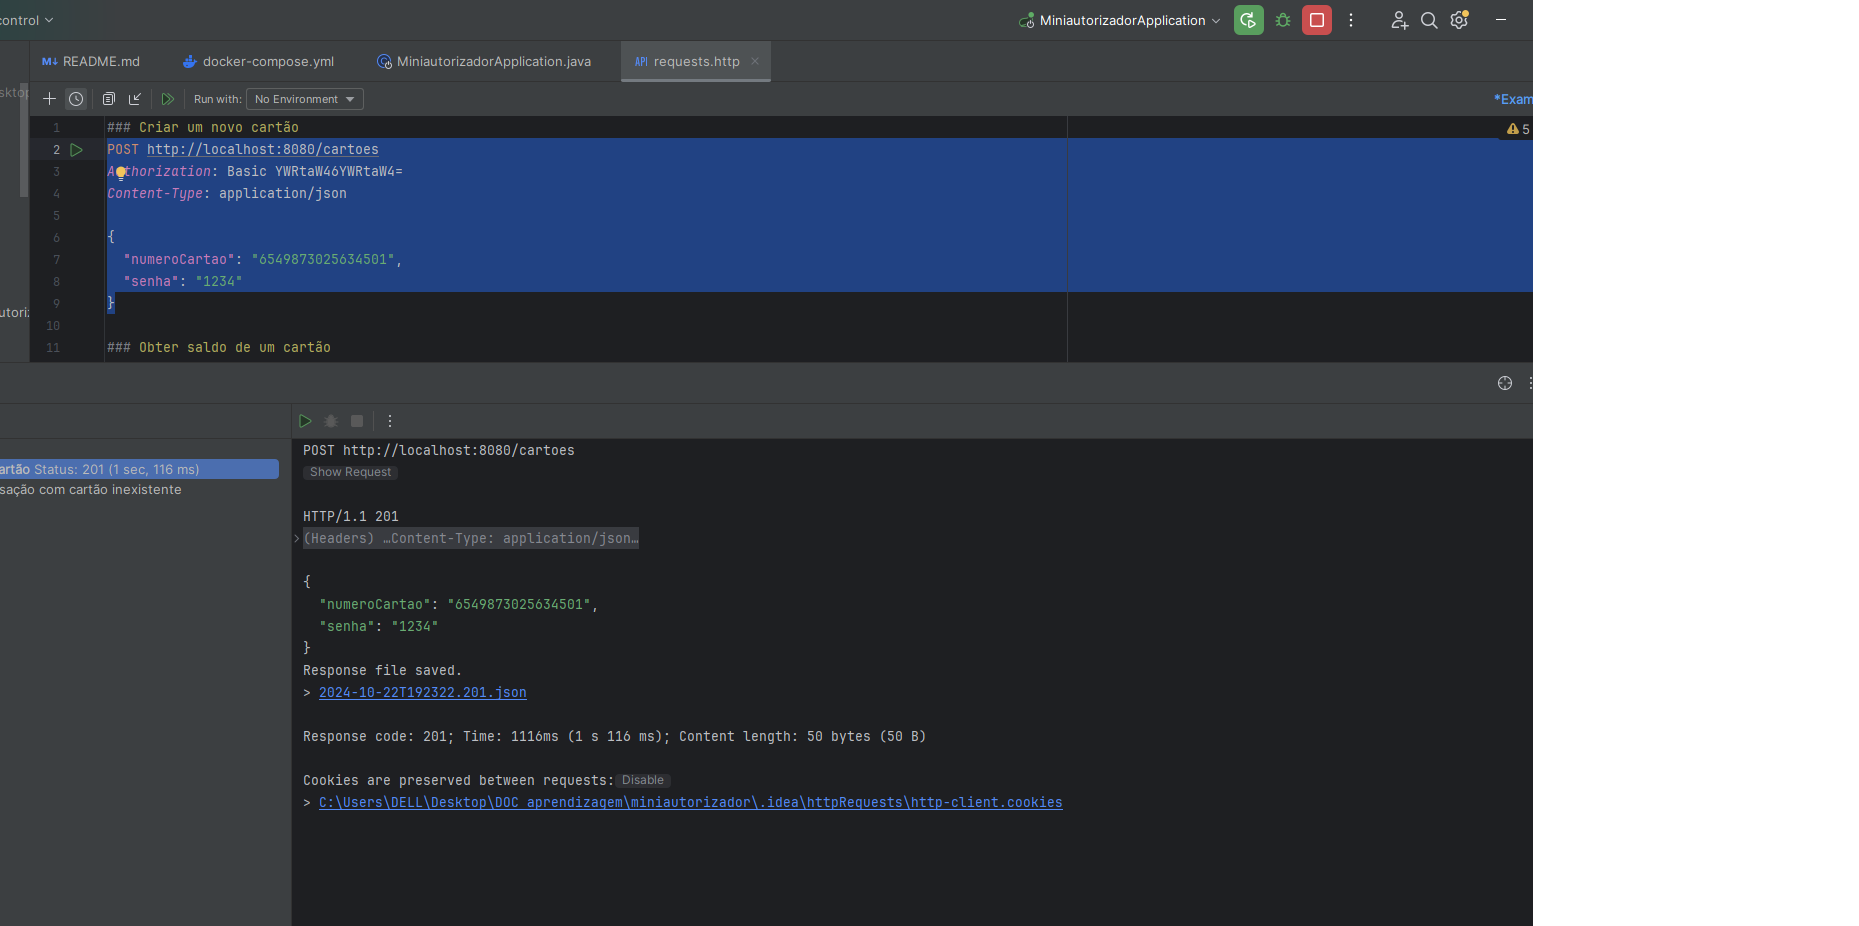 control
MiniautorizadorApplication
README.md
docker-compose.yml
MiniautorizadorApplication.java
API requests.http
Run with: No Environment
*Exam
1 ### Criar um novo cartão
5
2 POST http://localhost:8080/cartoes
3 Authorization: Basic YWRtaW46YWRtaW4=
4 Content-Type: application/json
5
6 {
7 "numeroCartao": "6549873025634501",
8 "senha": "1234"
9 }
utoriz
10
11 ### Obter saldo de um cartão
POST http://localhost:8080/cartoes
artão Status: 201 (1 sec, 116 ms)
Show Request
sação com cartão inexistente
HTTP/1.1 201
(Headers) …Content-Type: application/json…
{
"numeroCartao": "6549873025634501",
"senha": "1234"
}
Response file saved.
> 2024-10-22T192322.201.json
Response code: 201; Time: 1116ms (1 s 116 ms); Content length: 50 bytes (50 B)
Cookies are preserved between requests: Disable
> C:\Users\DELL\Desktop\DOC aprendizagem\miniautorizador\.idea\httpRequests\http-client.cookies